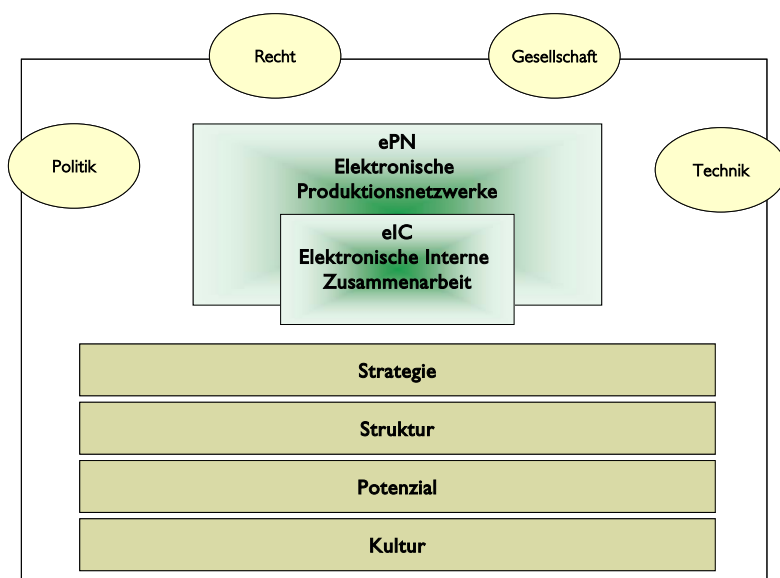 Recht
Gesellschaft
Politik
Technik
ePN
Elektronische
Produktionsnetzwerke
eIC
Elektronische Interne
Zusammenarbeit
Strategie
Struktur
Potenzial
Kultur